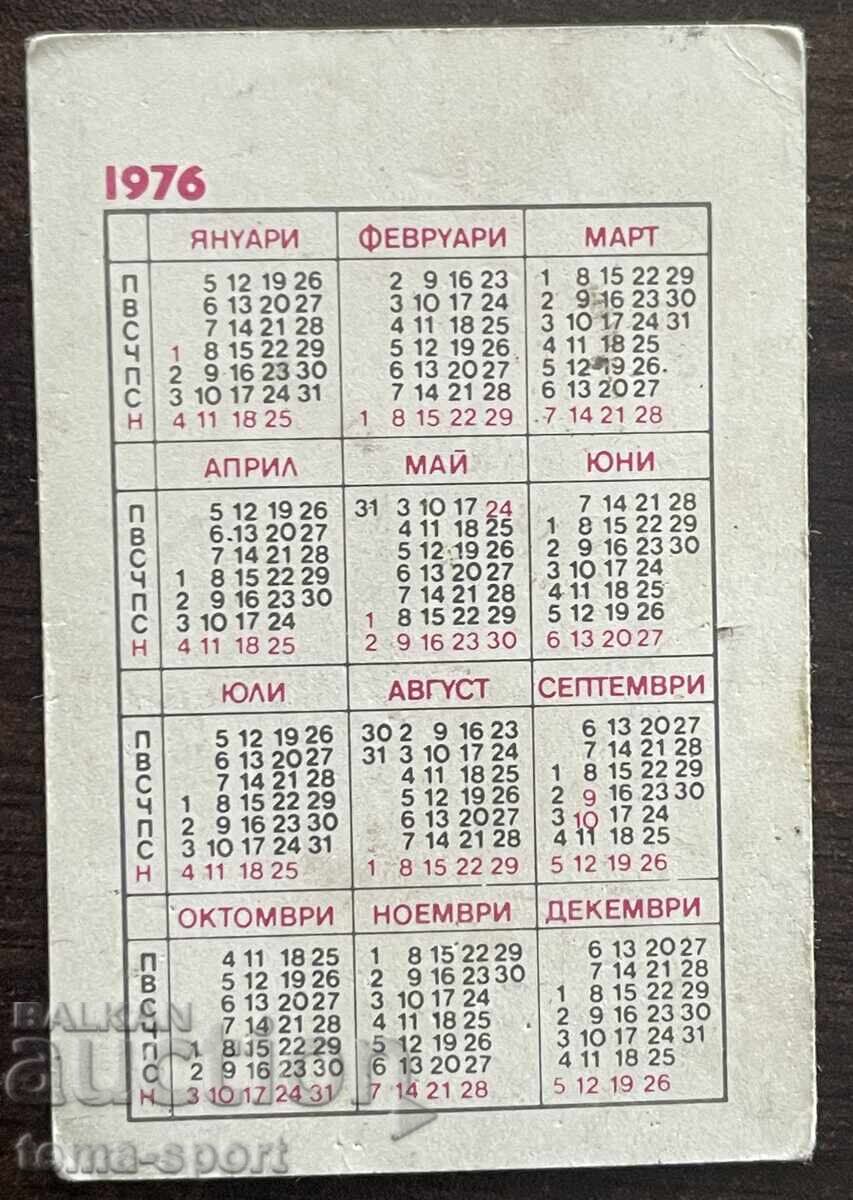 1976
ЯНУАРИ ФЕВРУАРИ МАРТ
П 5 12 19 26 2 9 16 23 1 8 15 22 29
В 6 13 20 27 3 10 17 24 2 9 16 23 30
С 7 14 21 28 4 11 18 25 3 10 17 24 31
Ч 1 8 15 22 29 5 12 19 26 4 11 18 25
П 2 9 16 23 30 6 13 20 27 5 12 19 26
С 3 10 17 24 31 7 14 21 28 6 13 20 27
Н 4 11 18 25 1 8 15 22 29 7 14 21 28
АПРИЛ МАЙ ЮНИ
П 5 12 19 26 31 3 10 17 24 7 14 21 28
В 6 13 20 27 4 11 18 25 1 8 15 22 29
С 7 14 21 28 5 12 19 26 2 9 16 23 30
Ч 1 8 15 22 29 6 13 20 27 3 10 17 24
П 2 9 16 23 30 7 14 21 28 4 11 18 25
С 3 10 17 24 1 8 15 22 29 5 12 19 26
Н 4 11 18 25 2 9 16 23 30 6 13 20 27
ЮЛИ АВГУСТ СЕПТЕМВРИ
П 5 12 19 26 30 2 9 16 23 6 13 20 27
В 6 13 20 27 31 3 10 17 24 7 14 21 28
С 7 14 21 28 4 11 18 25 1 8 15 22 29
Ч 1 8 15 22 29 5 12 19 26 2 9 16 23 30
П 2 9 16 23 30 6 13 20 27 3 10 17 24
С 3 10 17 24 31 7 14 21 28 4 11 18 25
Н 4 11 18 25 1 8 15 22 29 5 12 19 26
ОКТОМВРИ НОЕМВРИ ДЕКЕМВРИ
П 4 11 18 25 1 8 15 22 29 6 13 20 27
В 5 12 19 26 2 9 16 23 30 7 14 21 28
С 6 13 20 27 3 10 17 24 1 8 15 22 29
Ч 7 14 21 28 4 11 18 25 2 9 16 23 30
П 1 8 15 22 29 5 12 19 26 3 10 17 24 31
С 2 9 16 23 30 6 13 20 27 4 11 18 25
Н 3 10 17 24 31 7 14 21 28 5 12 19 26
BALKAN
auction
tema-sport